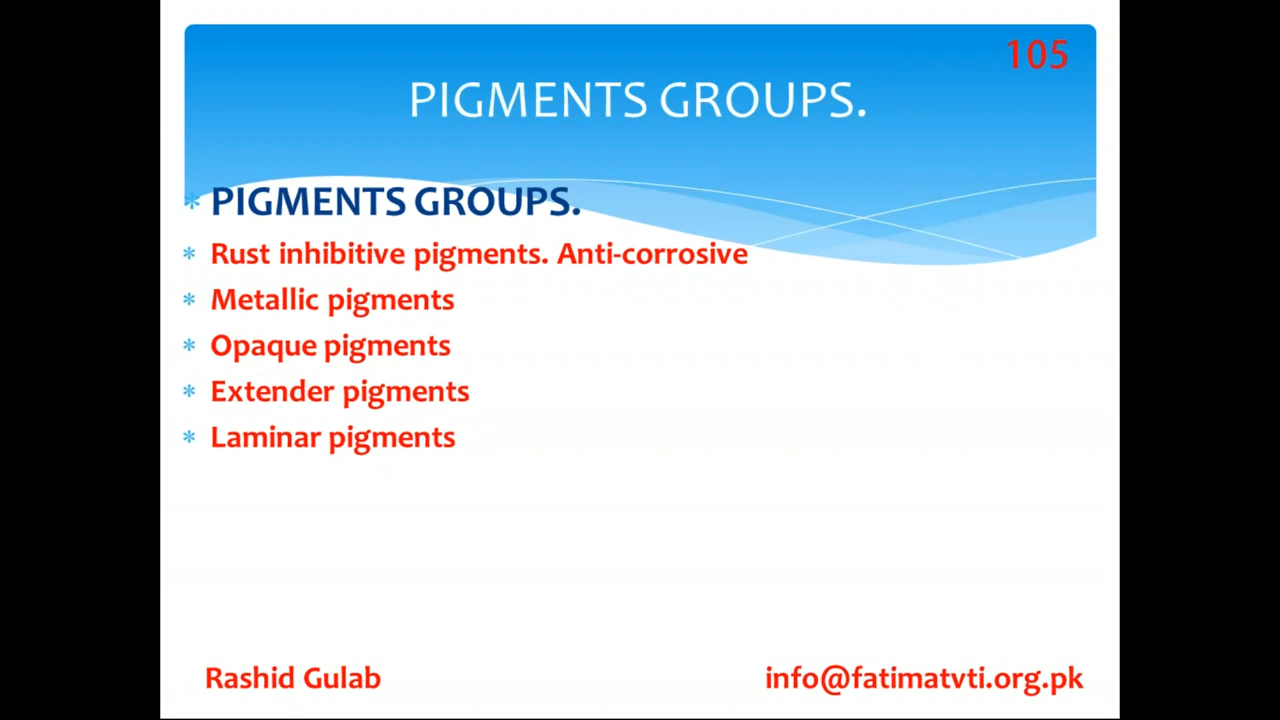 105
PIGMENTS GROUPS.
* PIGMENTS GROUPS.
* Rust inhibitive pigments. Anti-corrosive
* Metallic pigments
* Opaque pigments
* Extender pigments
* Laminar pigments
Rashid Gulab
info@fatimatvti.org.pk